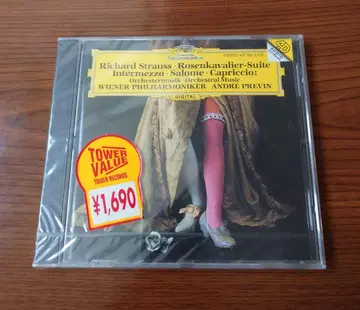 Richard Strauss · Rosenkavalier-Suite
Intermezzo · Salome · Capriccio:
Orchestermusik · Orchestral Music
WIENER PHILHARMONIKER   ANDRÉ PREVIN
DIGITAL
TOWER
VALUE
TOWER RECORDS
¥1,690